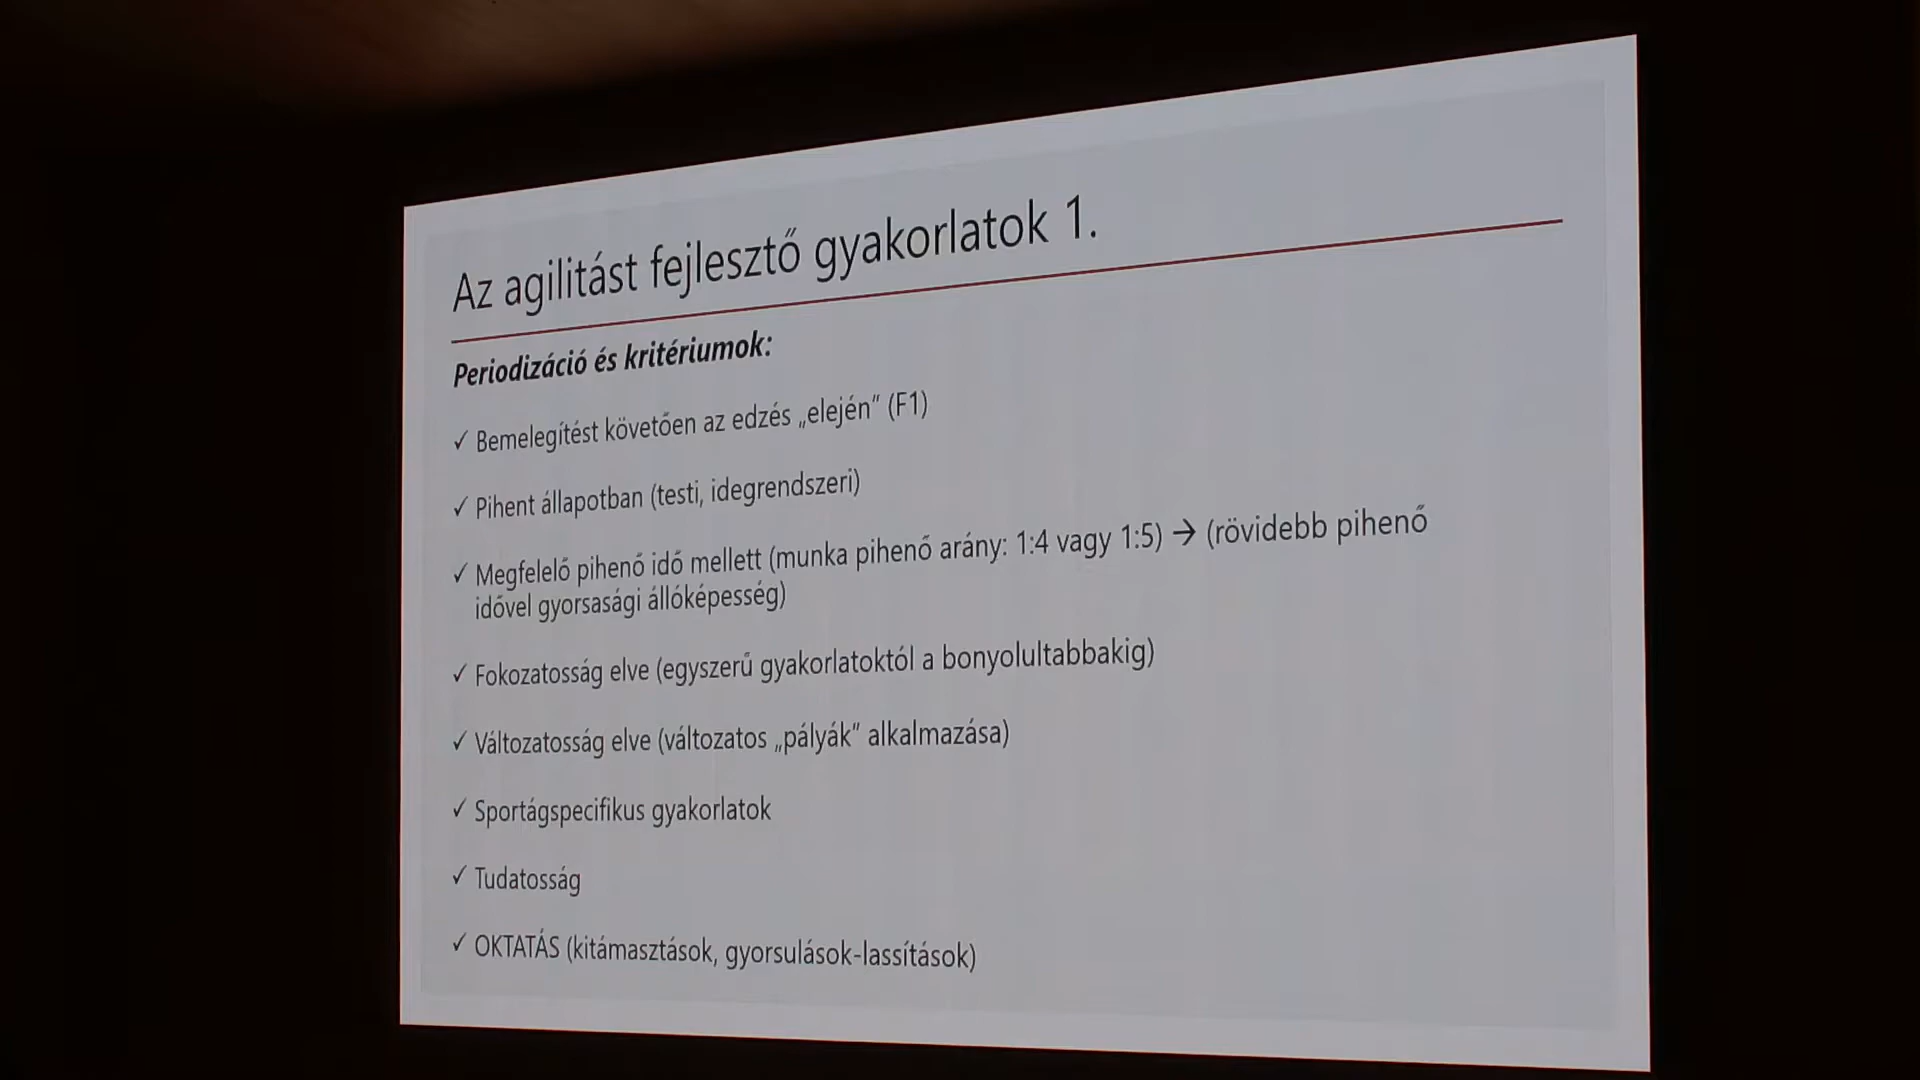 Az agilitást fejlesztő gyakorlatok 1.
Periodizáció és kritériumok:
✓ Bemelegítést követően az edzés „elején” (F1)
✓ Pihent állapotban (testi, idegrendszeri)
✓ Megfelelő pihenő idő mellett (munka pihenő arány: 1:4 vagy 1:5) → (rövidebb pihenő
idővel gyorsasági állóképesség)
✓ Fokozatosság elve (egyszerű gyakorlatoktól a bonyolultabbakig)
✓ Változatosság elve (változatos „pályák” alkalmazása)
✓ Sportágspecifikus gyakorlatok
✓ Tudatosság
✓ OKTATÁS (kitámasztások, gyorsulások-lassítások)